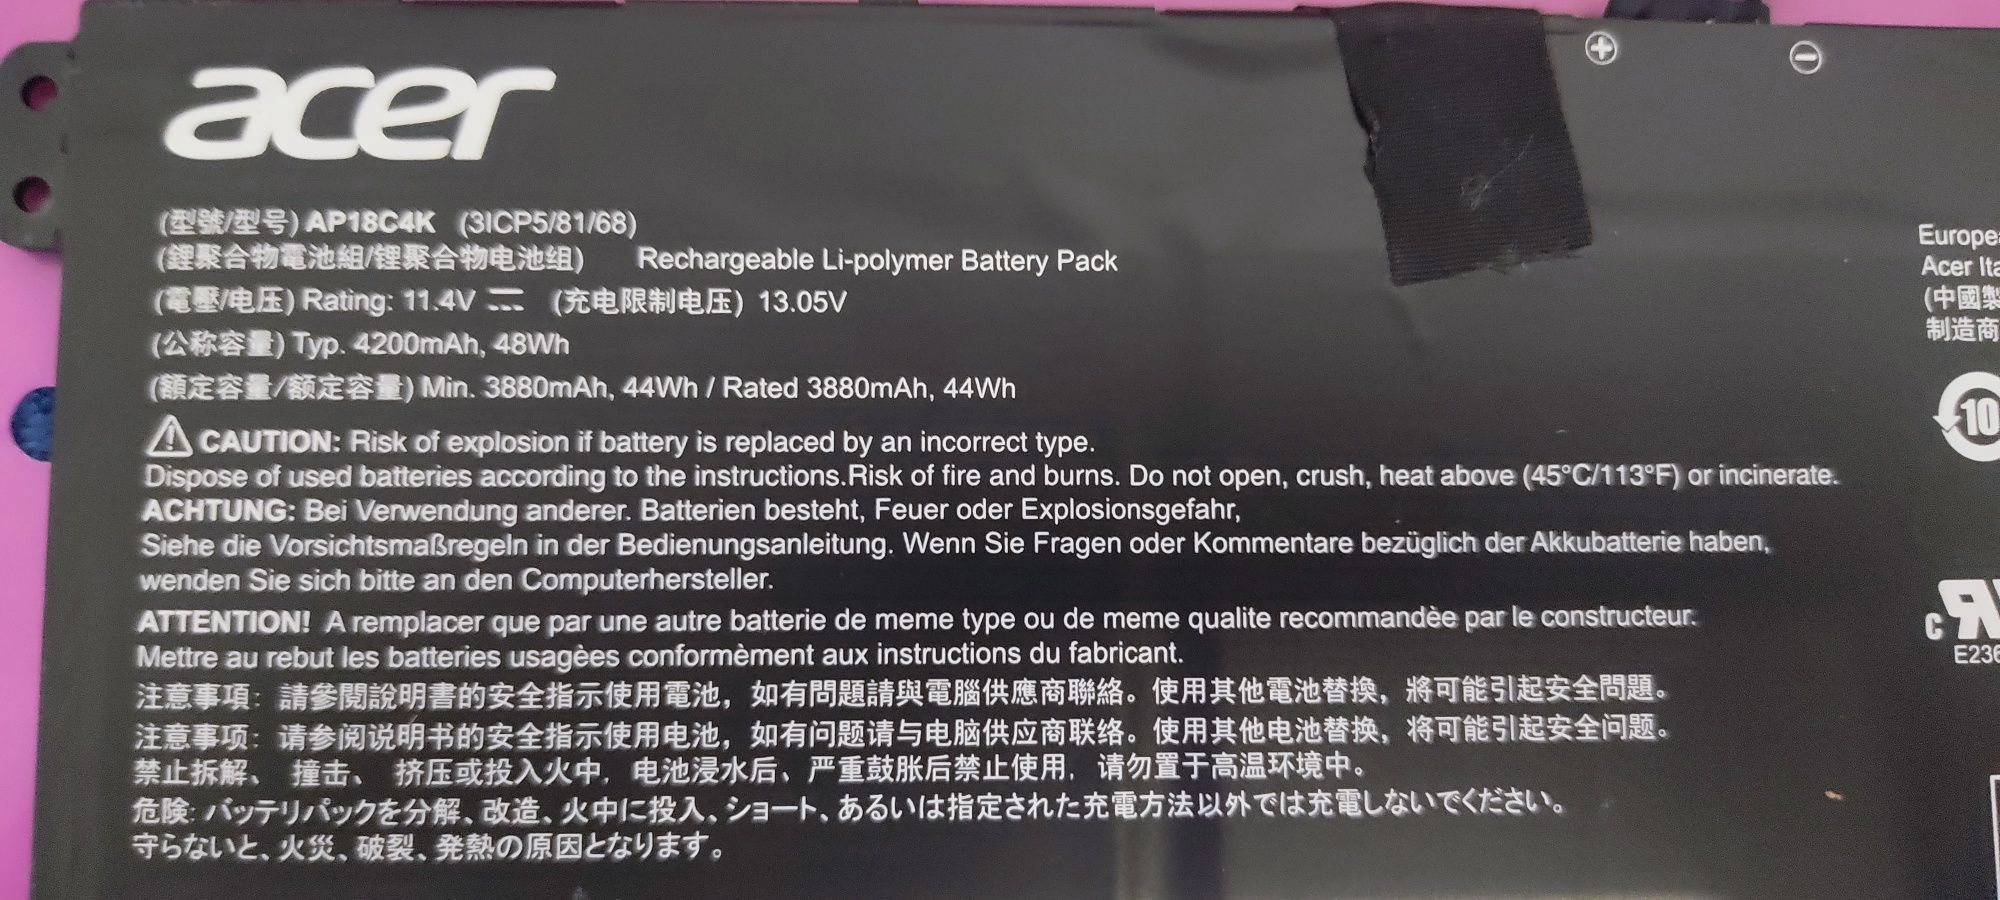 acer
(型號/型号) AP18C4K (3ICP5/81/68)
(鋰聚合物電池組/锂聚合物电池组) Rechargeable Li-polymer Battery Pack
(電壓/电压) Rating: 11.4V (充电限制电压) 13.05V
(公称容量) Typ. 4200mAh, 48Wh
(額定容量/额定容量) Min. 3880mAh, 44Wh / Rated 3880mAh, 44Wh
CAUTION: Risk of explosion if battery is replaced by an incorrect type.
Dispose of used batteries according to the instructions.Risk of fire and burns. Do not open, crush, heat above (45°C/113°F) or incinerate.
ACHTUNG: Bei Verwendung anderer. Batterien besteht, Feuer oder Explosionsgefahr,
Siehe die Vorsichtsmaßregeln in der Bedienungsanleitung. Wenn Sie Fragen oder Kommentare bezüglich der Akkubatterie haben,
wenden Sie sich bitte an den Computerhersteller.
ATTENTION! A remplacer que par une autre batterie de meme type ou de meme qualite recommandèe par le constructeur.
Mettre au rebut les batteries usagèes conformèment aux instructions du fabricant.
注意事項：請參閱說明書的安全指示使用電池，如有問題請與電腦供應商聯絡。使用其他電池替換，將可能引起安全問題。
注意事项：请参阅说明书的安全指示使用电池，如有问题请与电脑供应商联络。使用其他电池替换，将可能引起安全问题。
禁止拆解、撞击、挤压或投入火中，电池浸水后、严重鼓胀后禁止使用，请勿置于高温环境中。
危険: バッテリパックを分解、改造、火中に投入、ショート、あるいは指定された充電方法以外では充電しないでください。
守らないと、火災、破裂、発熱の原因となります。
+ −
Europe
Acer Ita
(中國製
制造商
10
c
E236